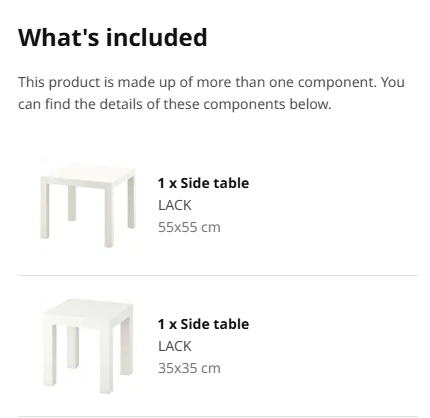 What's included
This product is made up of more than one component. You
can find the details of these components below.
1 x Side table
LACK
55x55 cm
1 x Side table
LACK
35x35 cm